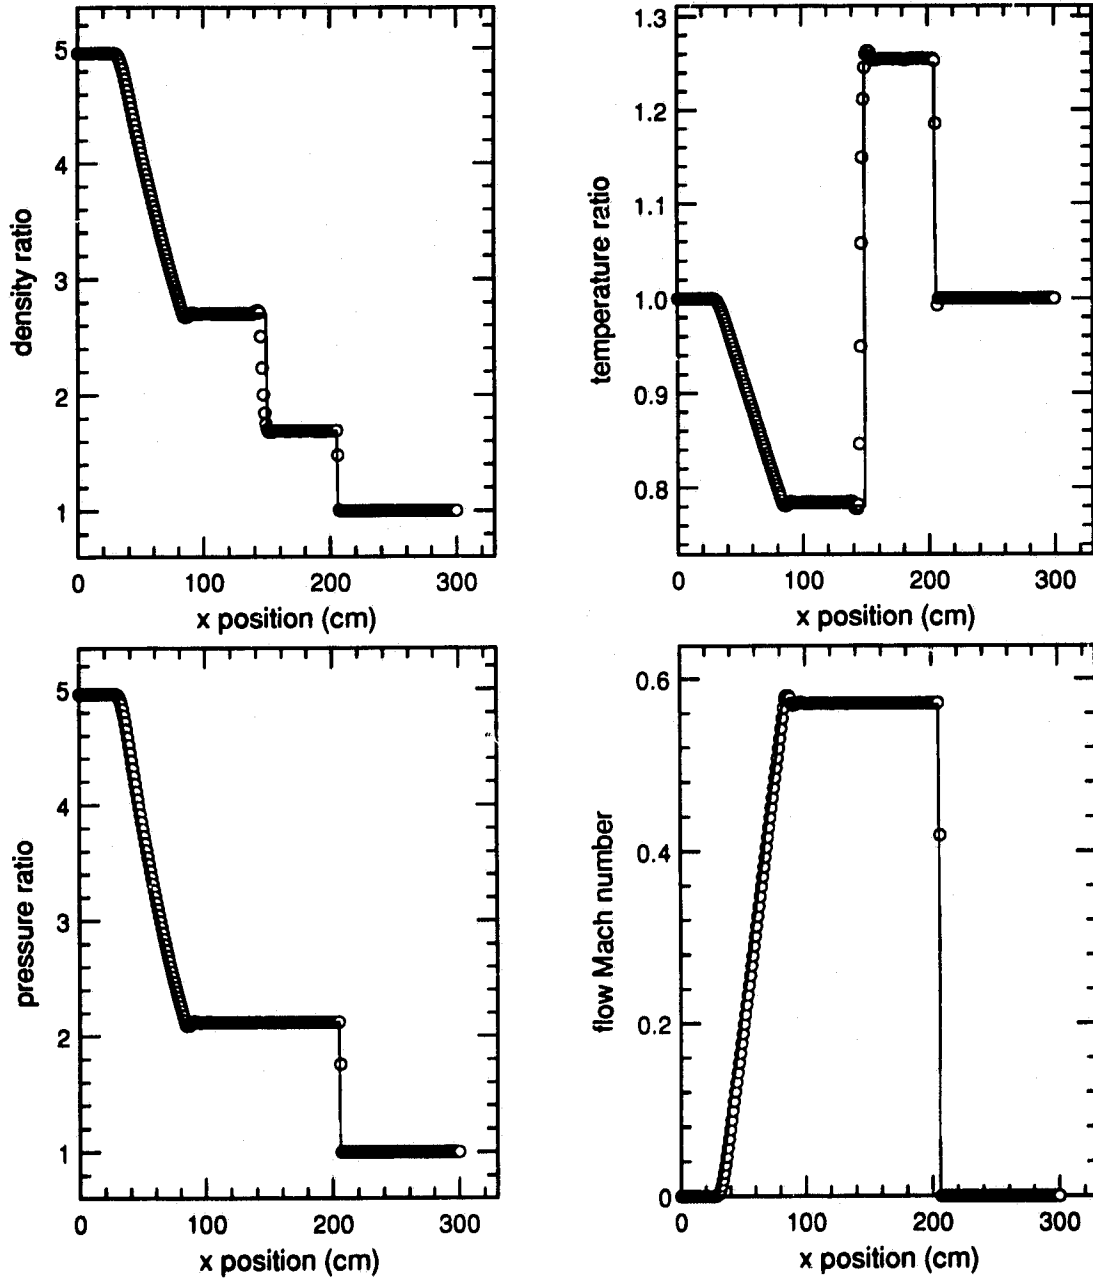 5
4
3
2
1
density ratio
0 100 200 300
x position (cm)
1.3
1.2
1.1
1.0
0.9
0.8
temperature ratio
0 100 200 300
x position (cm)
5
4
3
2
1
pressure ratio
0 100 200 300
x position (cm)
0.6
0.4
0.2
0
flow Mach number
0 100 200 300
x position (cm)